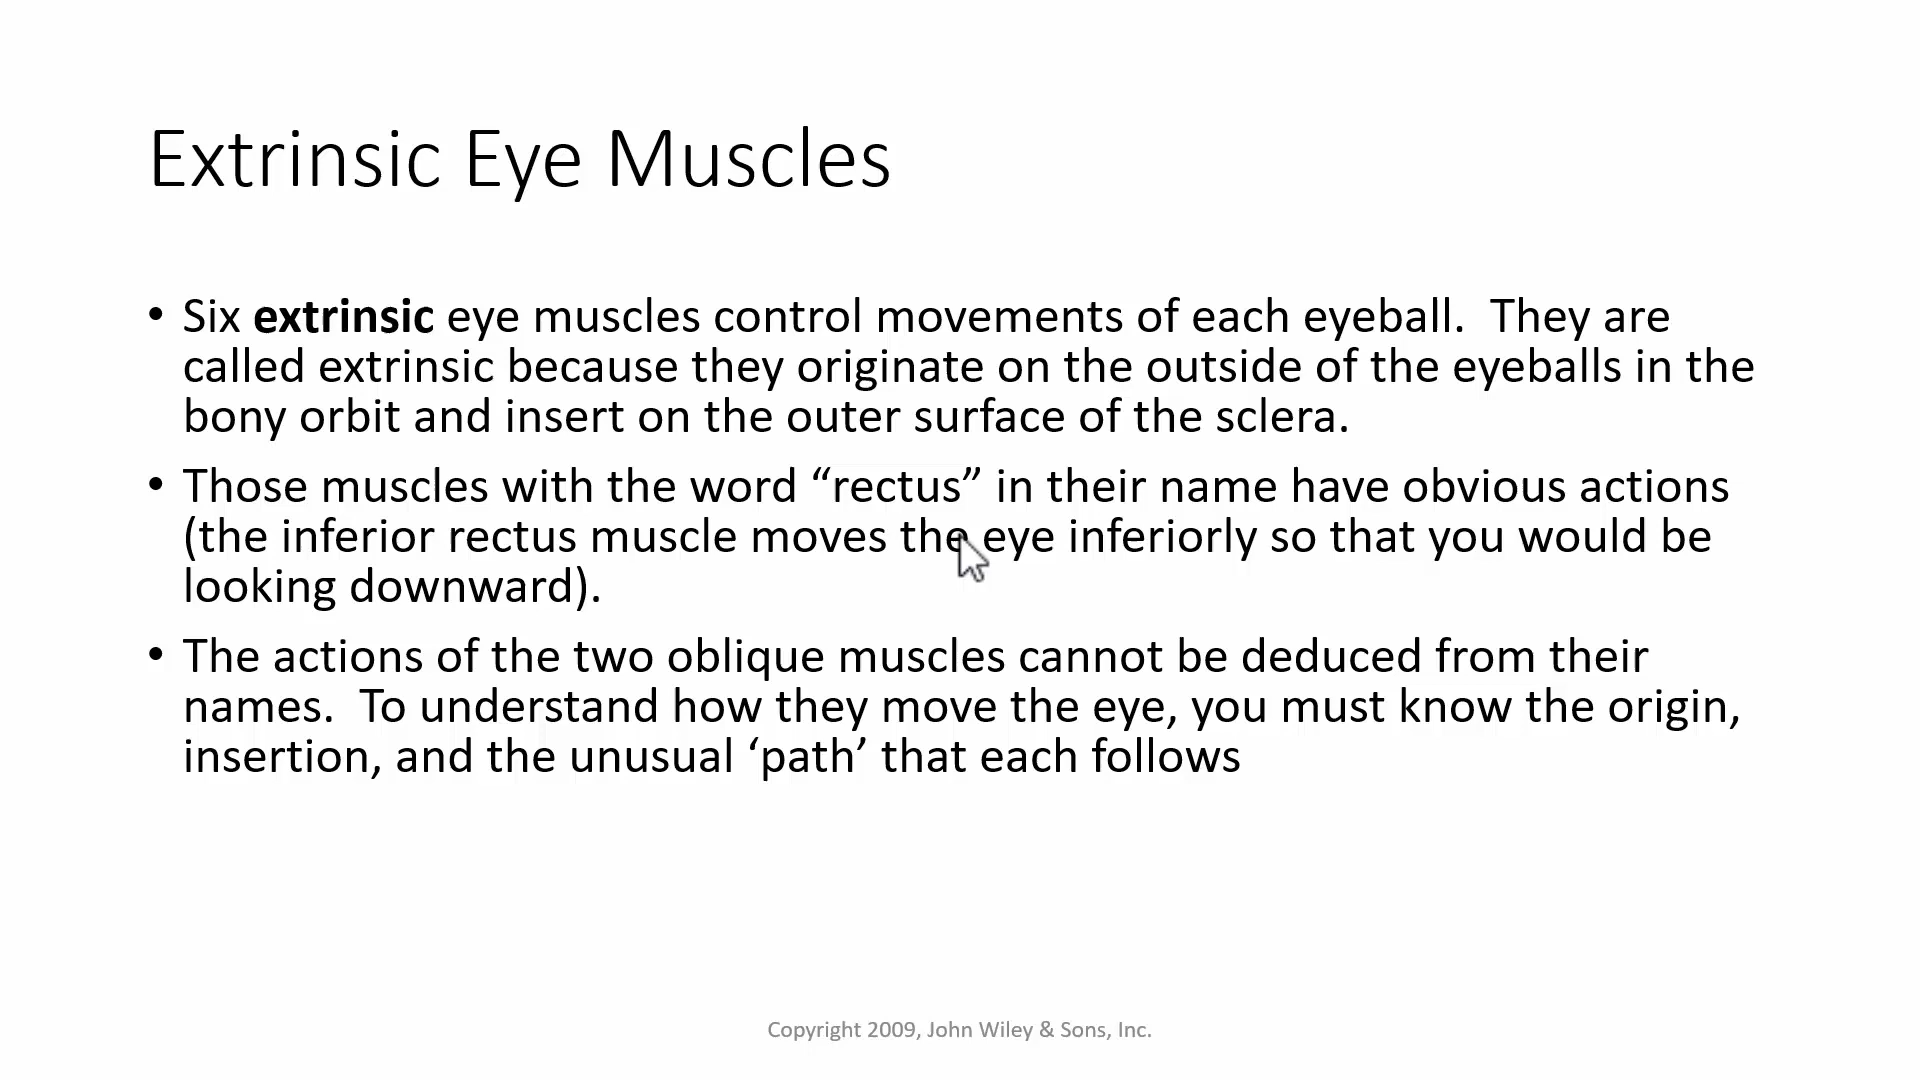 Extrinsic Eye Muscles
• Six extrinsic eye muscles control movements of each eyeball.  They are
called extrinsic because they originate on the outside of the eyeballs in the
bony orbit and insert on the outer surface of the sclera.
• Those muscles with the word “rectus” in their name have obvious actions
(the inferior rectus muscle moves the eye inferiorly so that you would be
looking downward).
• The actions of the two oblique muscles cannot be deduced from their
names.  To understand how they move the eye, you must know the origin,
insertion, and the unusual ‘path’ that each follows
Copyright 2009, John Wiley & Sons, Inc.